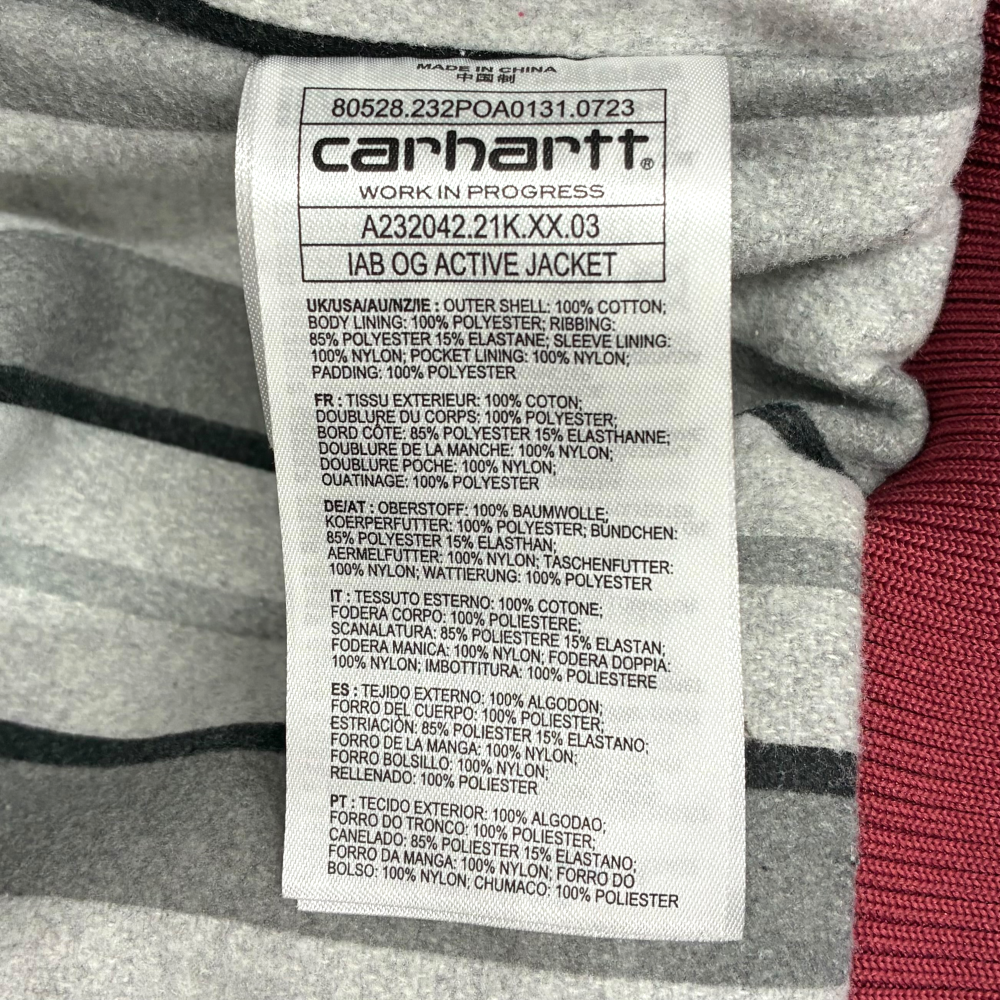 MADE IN CHINA
中国制
80528.232POA0131.0723
carhartt®
WORK IN PROGRESS
A232042.21K.XX.03
IAB OG ACTIVE JACKET
UK/USA/AU/NZ/IE : OUTER SHELL: 100% COTTON;
BODY LINING: 100% POLYESTER; RIBBING:
85% POLYESTER 15% ELASTANE; SLEEVE LINING:
100% NYLON; POCKET LINING: 100% NYLON;
PADDING: 100% POLYESTER
FR : TISSU EXTERIEUR: 100% COTON;
DOUBLURE DU CORPS: 100% POLYESTER;
BORD CÔTE: 85% POLYESTER 15% ELASTHANNE;
DOUBLURE DE LA MANCHE: 100% NYLON;
DOUBLURE POCHE: 100% NYLON;
OUATINAGE: 100% POLYESTER
DE/AT : OBERSTOFF: 100% BAUMWOLLE;
KOERPERFUTTER: 100% POLYESTER; BÜNDCHEN:
85% POLYESTER 15% ELASTHAN;
AERMELFUTTER: 100% NYLON; TASCHENFUTTER:
100% NYLON; WATTIERUNG: 100% POLYESTER
IT : TESSUTO ESTERNO: 100% COTONE;
FODERA CORPO: 100% POLIESTERE;
SCANALATURA: 85% POLIESTERE 15% ELASTAN;
FODERA MANICA: 100% NYLON; FODERA DOPPIA:
100% NYLON; IMBOTTITURA: 100% POLIESTERE
ES : TEJIDO EXTERNO: 100% ALGODON;
FORRO DEL CUERPO: 100% POLIESTER;
ESTRIACIÓN: 85% POLIESTER 15% ELASTANO;
FORRO DE LA MANGA: 100% NYLON;
FORRO BOLSILLO: 100% NYLON;
RELLENADO: 100% POLIESTER
PT : TECIDO EXTERIOR: 100% ALGODAO;
FORRO DO TRONCO: 100% POLIESTER;
CANELADO: 85% POLIESTER 15% ELASTANO;
FORRO DA MANGA: 100% NYLON; FORRO DO
BOLSO: 100% NYLON; CHUMACO: 100% POLIESTER